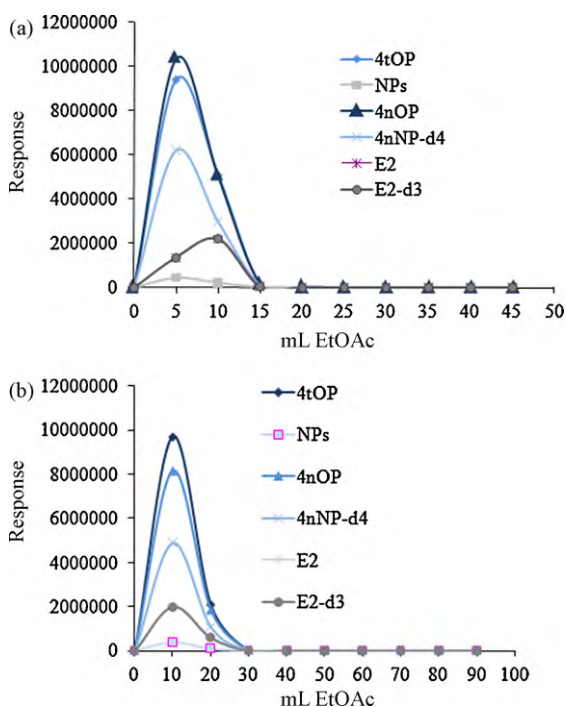 (a)
12000000
10000000
8000000
6000000
4000000
2000000
0
Response
0 5 10 15 20 25 30 35 40 45 50
mL EtOAc
4tOP
NPs
4nOP
4nNP-d4
E2
E2-d3
(b)
12000000
10000000
8000000
6000000
4000000
2000000
0
Response
0 10 20 30 40 50 60 70 80 90 100
mL EtOAc
4tOP
NPs
4nOP
4nNP-d4
E2
E2-d3